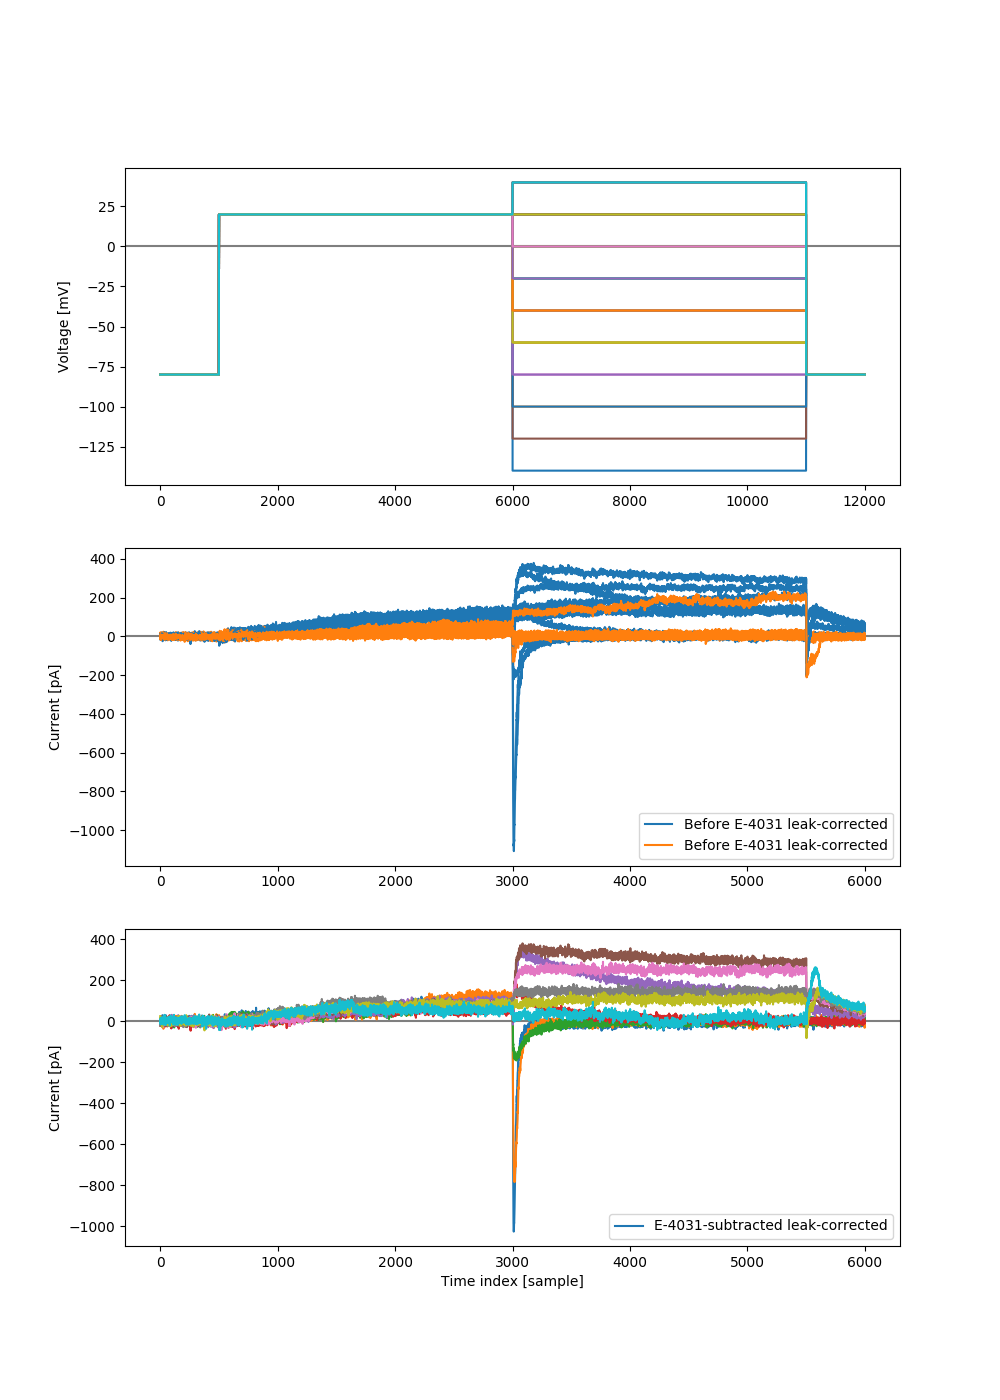 25
0
−25
−50
−75
−100
−125
Voltage [mV]
0 2000 4000 6000 8000 10000 12000
400
200
0
−200
−400
−600
−800
−1000
Current [pA]
Before E-4031 leak-corrected
Before E-4031 leak-corrected
0 1000 2000 3000 4000 5000 6000
400
200
0
−200
−400
−600
−800
−1000
Current [pA]
E-4031-subtracted leak-corrected
0 1000 2000 3000 4000 5000 6000
Time index [sample]